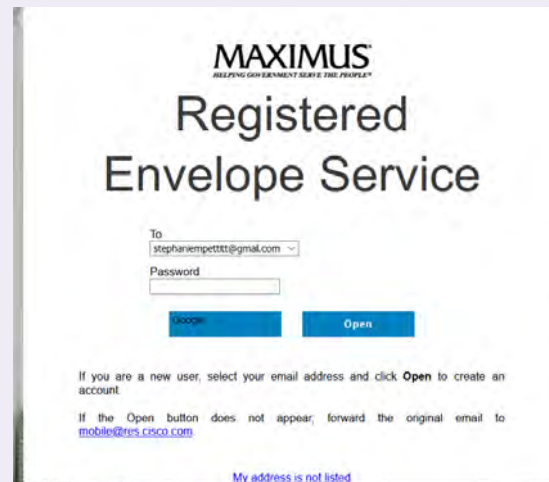 MAXIMUS
HELPING GOVERNMENT SERVE THE PEOPLE®
Registered
Envelope Service
To
stephaniempetttt@gmal.com
Password
Google
Open
If you are a new user, select your email address and click Open to create an
account.
If the Open button does not appear, forward the original email to
mobile@res.cisco.com.
My address is not listed